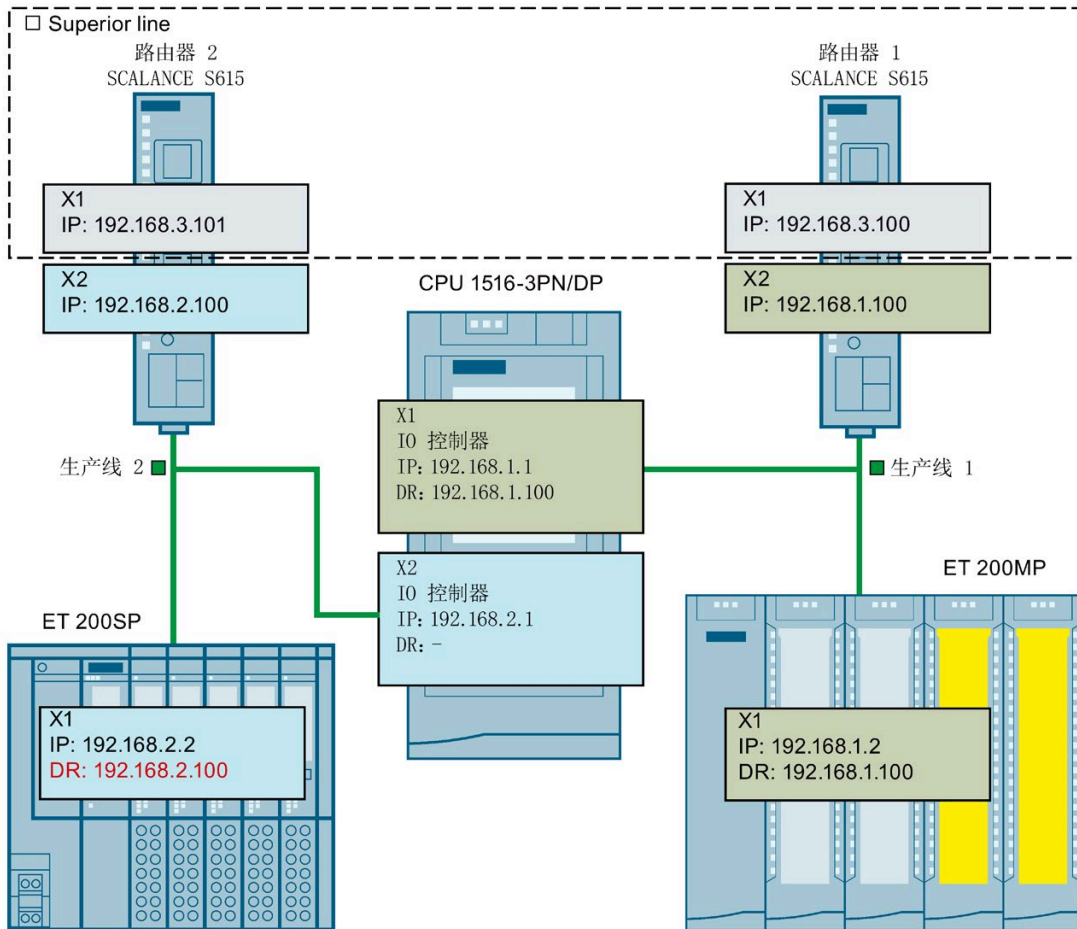 Superior line
路由器 2
SCALANCE S615
路由器 1
SCALANCE S615
X1
IP: 192.168.3.101
X1
IP: 192.168.3.100
X2
IP: 192.168.2.100
X2
IP: 192.168.1.100
CPU 1516-3PN/DP
X1
IO 控制器
IP: 192.168.1.1
DR: 192.168.1.100
生产线 2
生产线 1
X2
IO 控制器
IP: 192.168.2.1
DR: -
ET 200SP
ET 200MP
X1
IP: 192.168.2.2
DR: 192.168.2.100
X1
IP: 192.168.1.2
DR: 192.168.1.100